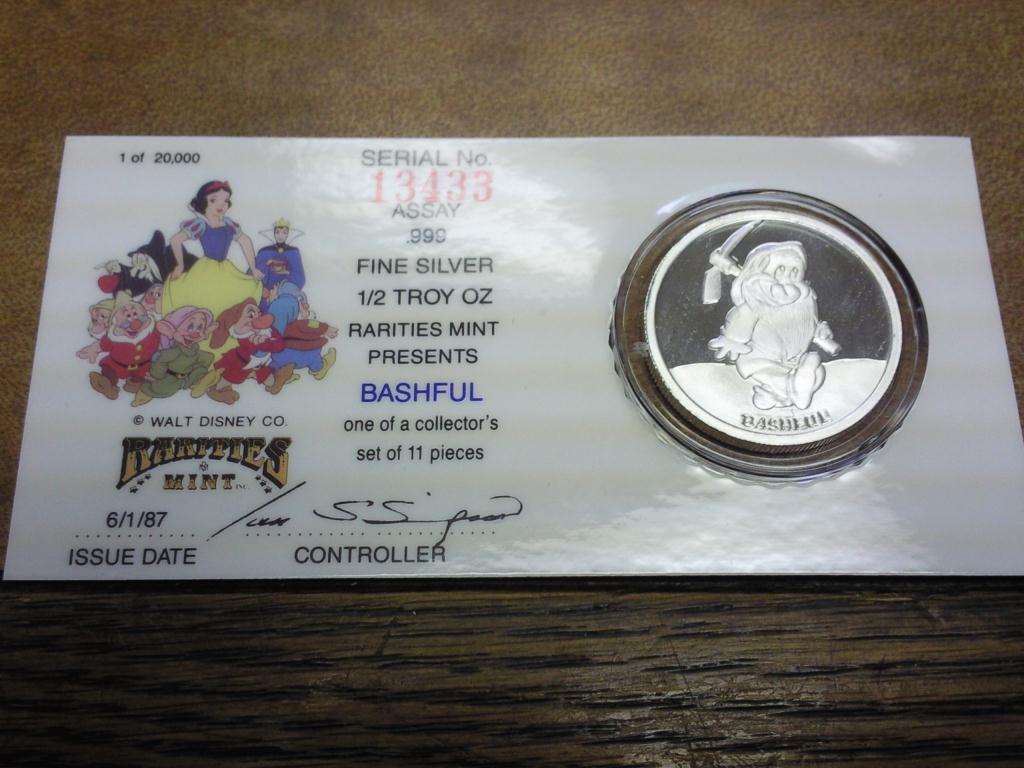 1 of 20,000
SERIAL No.
13433
ASSAY
.999
FINE SILVER
1/2 TROY OZ
RARITIES MINT
PRESENTS
BASHFUL
one of a collector's
set of 11 pieces
© WALT DISNEY CO.
RARITIES
MINT INC.
6/1/87
ISSUE DATE
CONTROLLER
BASHFUL